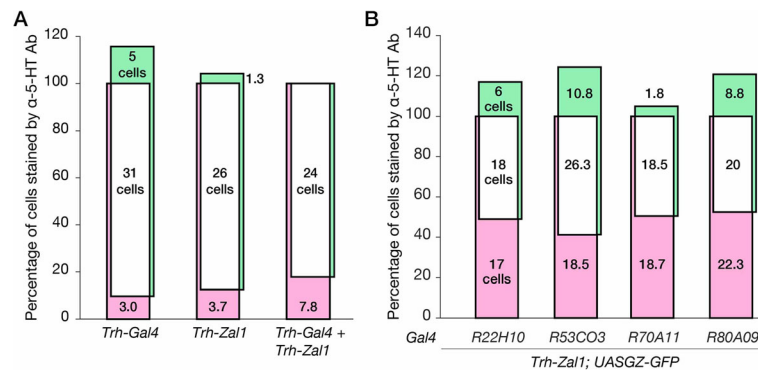 A
Percentage of cells stained by α-5-HT Ab
120
100
80
60
40
20
0
5
cells
31
cells
3.0
1.3
26
cells
3.7
24
cells
7.8
Trh-Gal4
Trh-Zal1
Trh-Gal4 +
Trh-Zal1
B
Percentage of cells stained by α-5-HT Ab
140
120
100
80
60
40
20
0
6
cells
18
cells
17
cells
10.8
26.3
18.5
1.8
18.5
18.7
8.8
20
22.3
Gal4 R22H10 R53CO3 R70A11 R80A09
Trh-Zal1; UASGZ-GFP